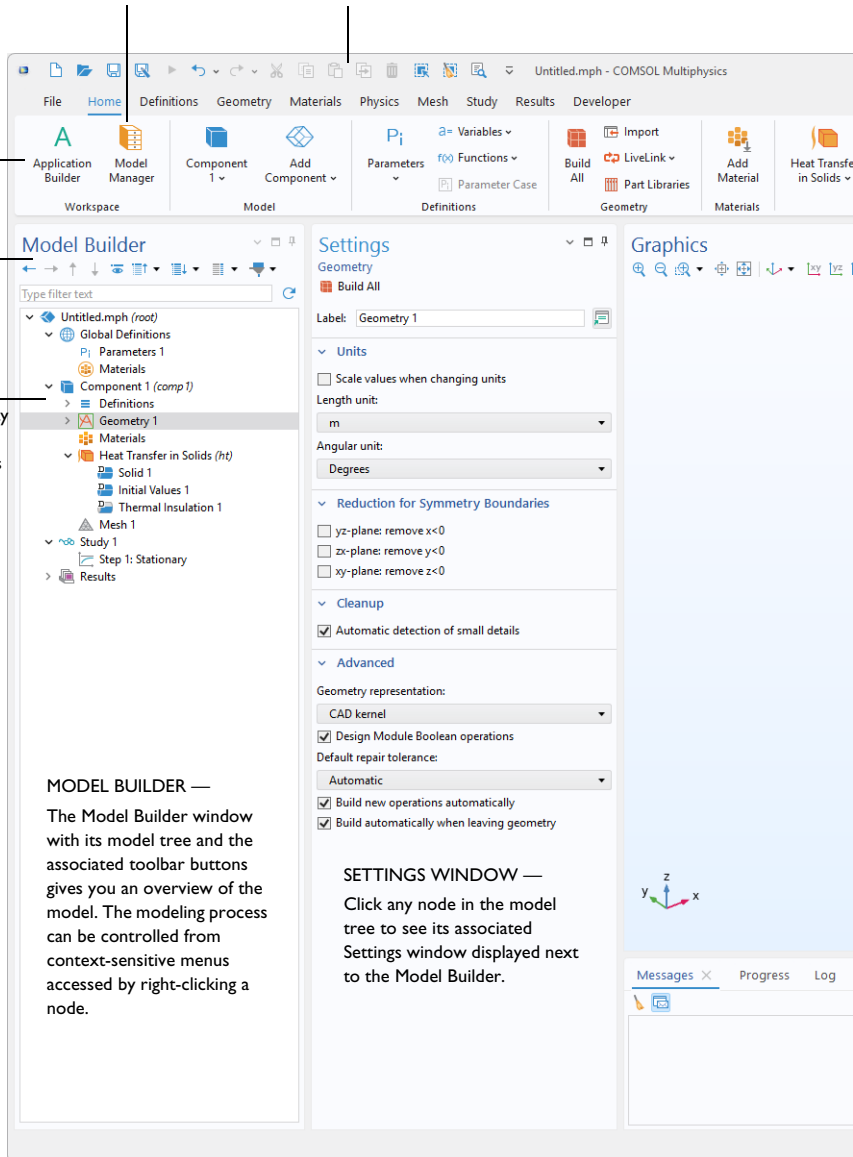 Untitled.mph - COMSOL Multiphysics
File Home Definitions Geometry Materials Physics Mesh Study Results Developer
Application Builder
Model Manager
Workspace
Component 1
Add Component
Model
Pi
Parameters
a= Variables
f(x) Functions
Pi Parameter Case
Definitions
Build All
Import
LiveLink
Part Libraries
Geometry
Add Material
Materials
Heat Transfe
in Solids
Model Builder
Type filter text
Untitled.mph (root)
Global Definitions
Pi Parameters 1
Materials
Component 1 (comp1)
Definitions
Geometry 1
Materials
Heat Transfer in Solids (ht)
Solid 1
Initial Values 1
Thermal Insulation 1
Mesh 1
Study 1
Step 1: Stationary
Results
y
s
MODEL BUILDER —
The Model Builder window
with its model tree and the
associated toolbar buttons
gives you an overview of the
model. The modeling process
can be controlled from
context-sensitive menus
accessed by right-clicking a
node.
Settings
Geometry
Build All
Label: Geometry 1
Units
Scale values when changing units
Length unit:
m
Angular unit:
Degrees
Reduction for Symmetry Boundaries
yz-plane: remove x<0
zx-plane: remove y<0
xy-plane: remove z<0
Cleanup
Automatic detection of small details
Advanced
Geometry representation:
CAD kernel
Design Module Boolean operations
Default repair tolerance:
Automatic
Build new operations automatically
Build automatically when leaving geometry
SETTINGS WINDOW —
Click any node in the model
tree to see its associated
Settings window displayed next
to the Model Builder.
Graphics
xy yz
z
y x
Messages Progress Log